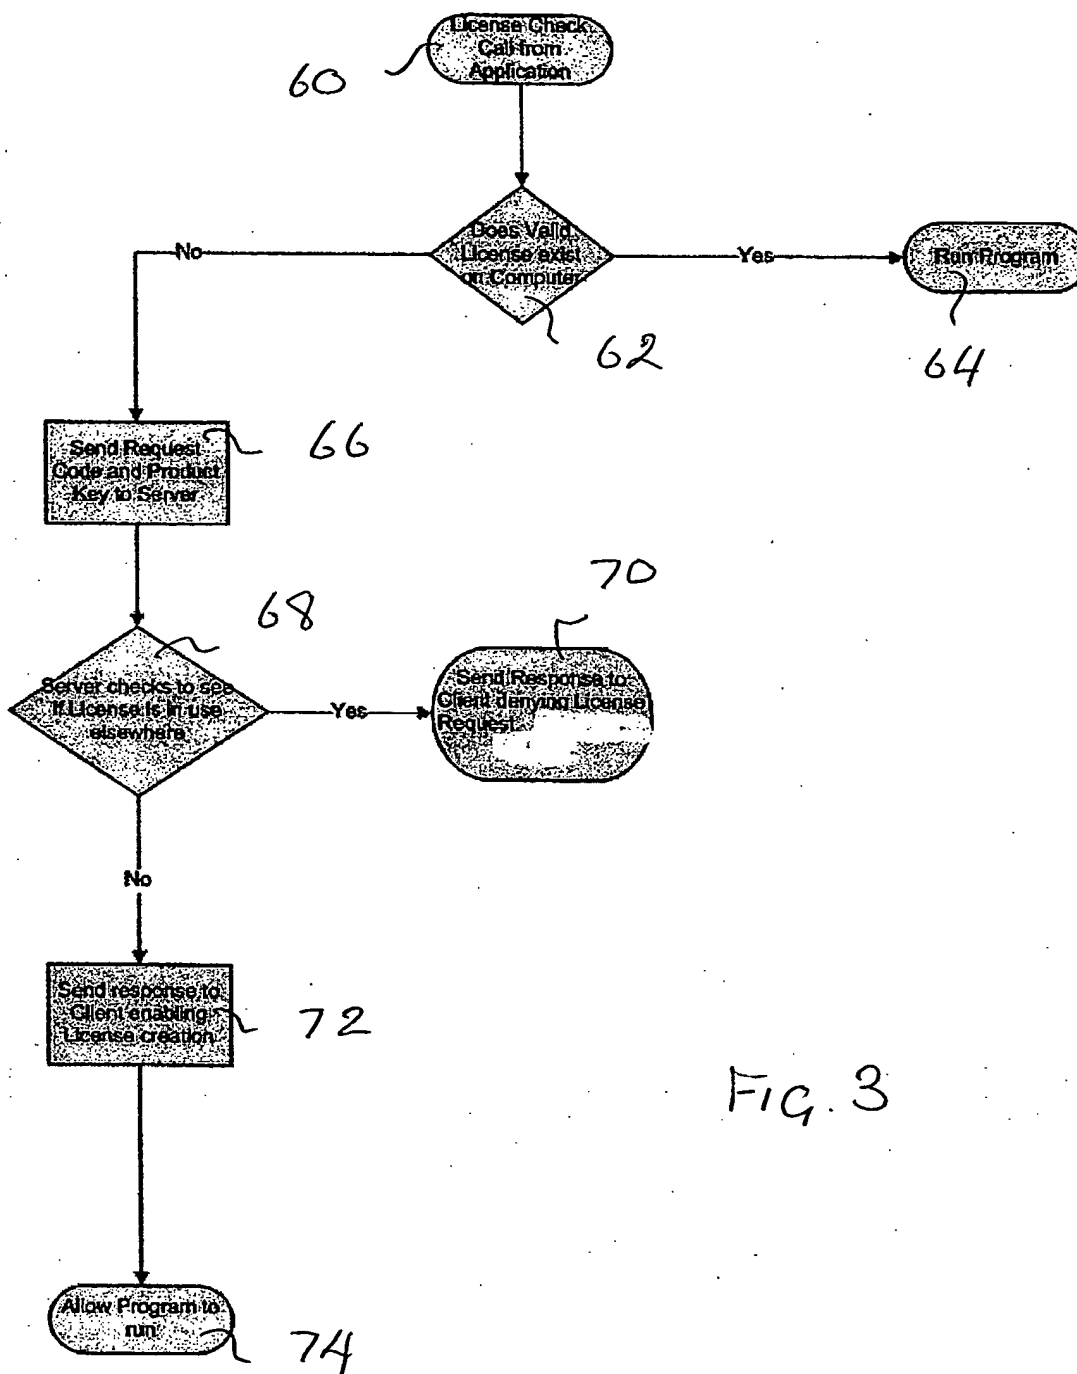 License Check
Call from
Application
60
Does Valid
License exist
on Computer
62
No
Yes
Run Program
64
Send Request
Code and Product
Key to Server
66
Server checks to see
if License is in use
elsewhere
68
Yes
Send Response to
Client denying License
Request
70
No
Send response to
Client enabling
License creation
72
Allow Program to
run
74
FIG. 3